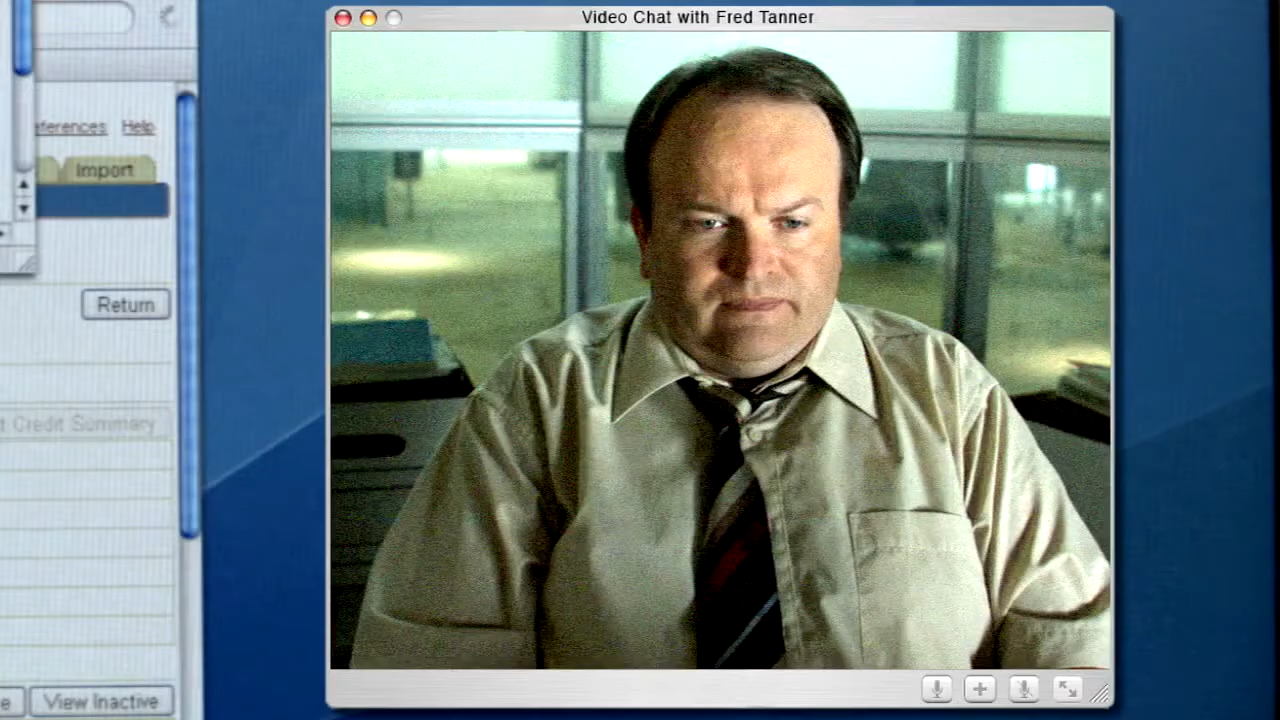 Video Chat with Fred Tanner
Help
Import
Return
Credit Summary
View Inactive